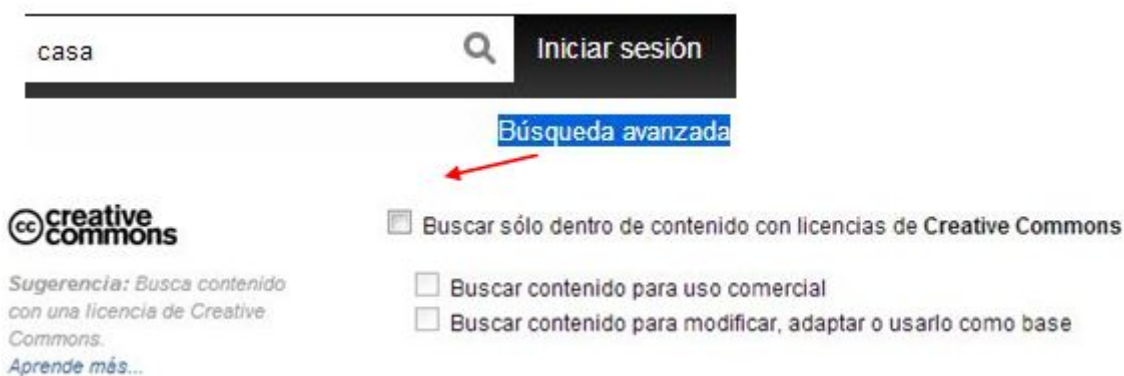 casa
Iniciar sesión
Búsqueda avanzada
cc creative commons
Buscar sólo dentro de contenido con licencias de Creative Commons
Sugerencia: Busca contenido
con una licencia de Creative
Commons.
Aprende más...
Buscar contenido para uso comercial
Buscar contenido para modificar, adaptar o usarlo como base